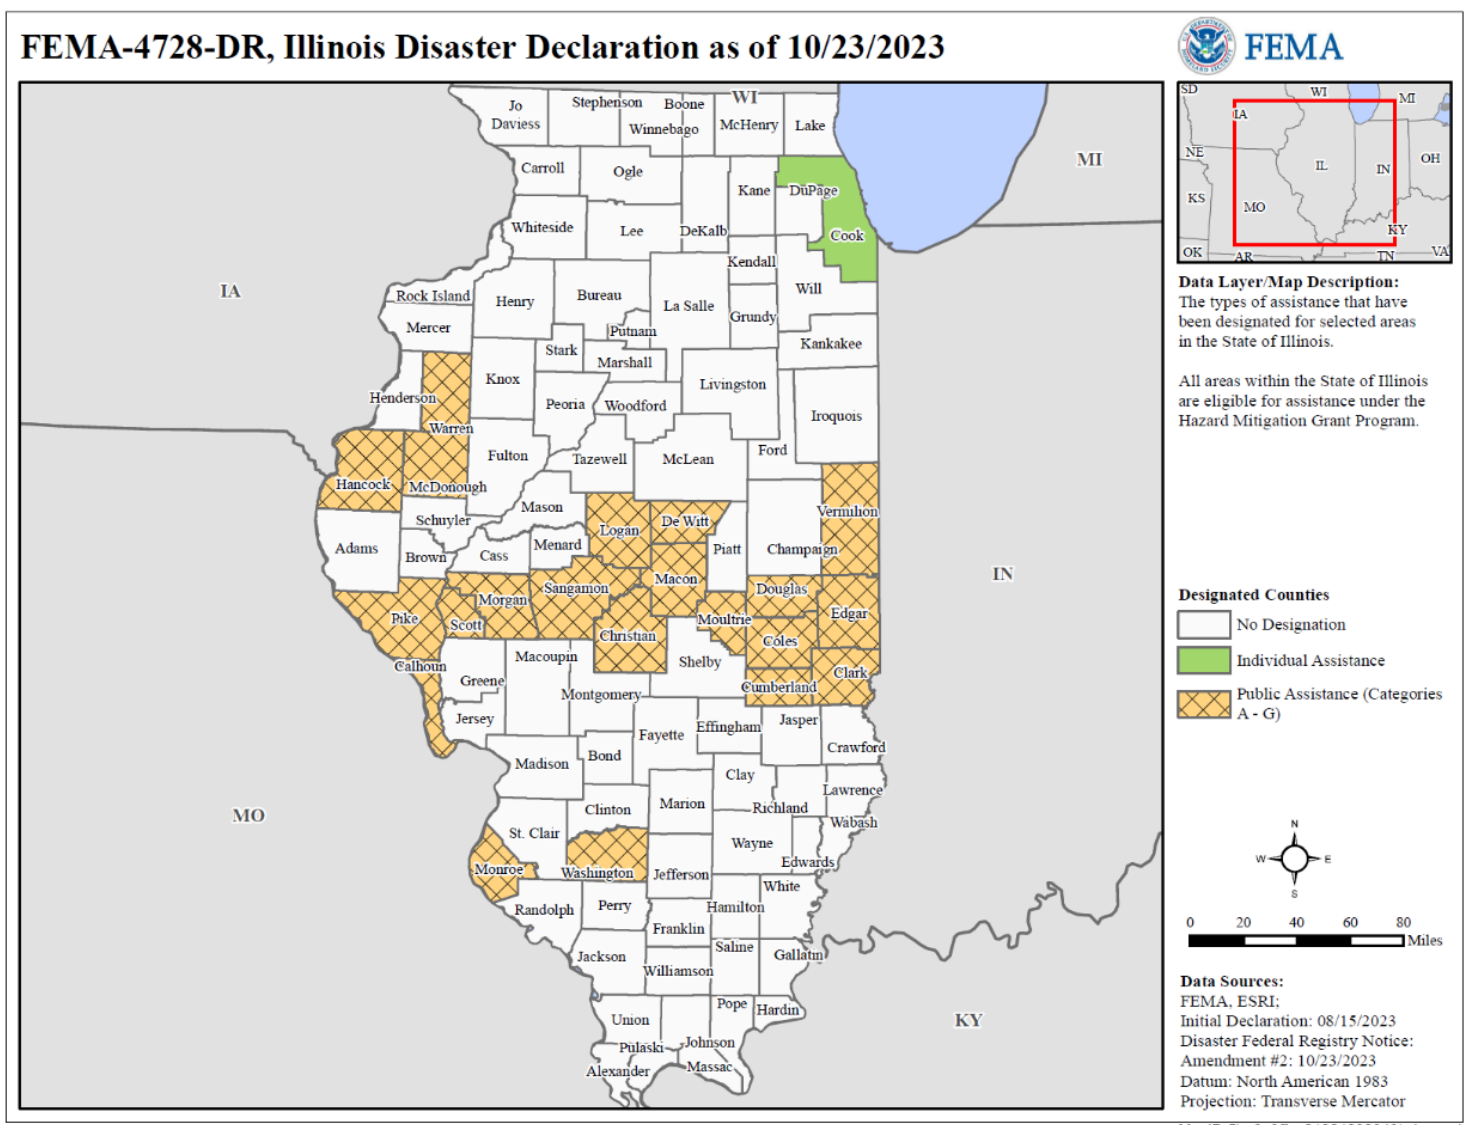 FEMA-4728-DR, Illinois Disaster Declaration as of 10/23/2023
FEMA
WI
MI
IA
IN
MO
KY
Jo
Daviess
Stephenson
Boone
Winnebago
McHenry
Lake
Carroll
Ogle
Kane
DuPage
Cook
Whiteside
Lee
DeKalb
Kendall
Will
Rock Island
Henry
Bureau
La Salle
Grundy
Mercer
Putnam
Kankakee
Stark
Marshall
Knox
Livingston
Henderson
Peoria
Woodford
Iroquois
Warren
Fulton
Tazewell
McLean
Ford
Hancock
McDonough
Mason
Logan
De Witt
Vermilion
Schuyler
Adams
Brown
Cass
Menard
Piatt
Champaign
Sangamon
Macon
Douglas
Morgan
Pike
Scott
Christian
Moultrie
Edgar
Coles
Calhoun
Macoupin
Shelby
Clark
Greene
Montgomery
Cumberland
Jersey
Fayette
Effingham
Jasper
Crawford
Madison
Bond
Clay
Lawrence
Clinton
Marion
Richland
St. Clair
Wabash
Wayne
Edwards
Monroe
Washington
Jefferson
White
Randolph
Perry
Hamilton
Franklin
Jackson
Williamson
Saline
Gallatin
Union
Pope
Hardin
Pulaski
Johnson
Alexander
Massac
SD
WI
MI
IA
NE
IL
IN
OH
KS
MO
KY
OK
AR
TN
VA
Data Layer/Map Description:
The types of assistance that have
been designated for selected areas
in the State of Illinois.
All areas within the State of Illinois
are eligible for assistance under the
Hazard Mitigation Grant Program.
Designated Counties
No Designation
Individual Assistance
Public Assistance (Categories
A - G)
N
W
E
S
0 20 40 60 80
Miles
Data Sources:
FEMA, ESRI;
Initial Declaration: 08/15/2023
Disaster Federal Registry Notice:
Amendment #2: 10/23/2023
Datum: North American 1983
Projection: Transverse Mercator